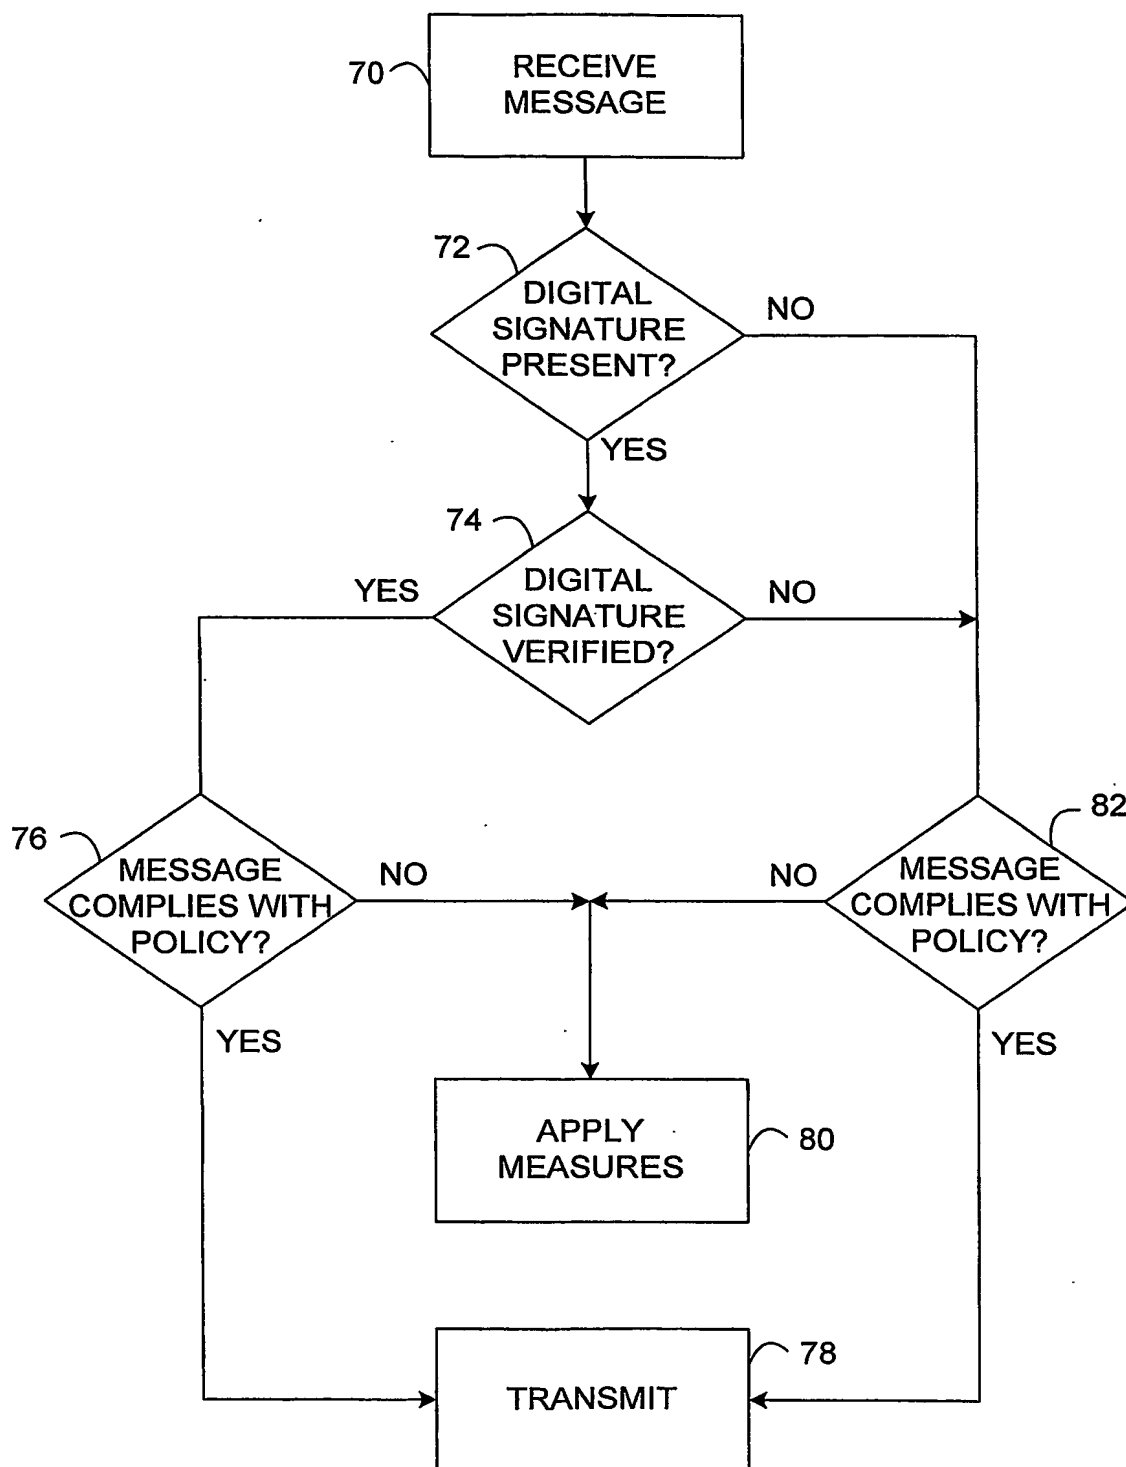 70
RECEIVE
MESSAGE
72
DIGITAL
SIGNATURE
PRESENT?
NO
YES
74
DIGITAL
SIGNATURE
VERIFIED?
YES
NO
76
MESSAGE
COMPLIES WITH
POLICY?
NO
YES
82
MESSAGE
COMPLIES WITH
POLICY?
NO
YES
APPLY
MEASURES
80
78
TRANSMIT